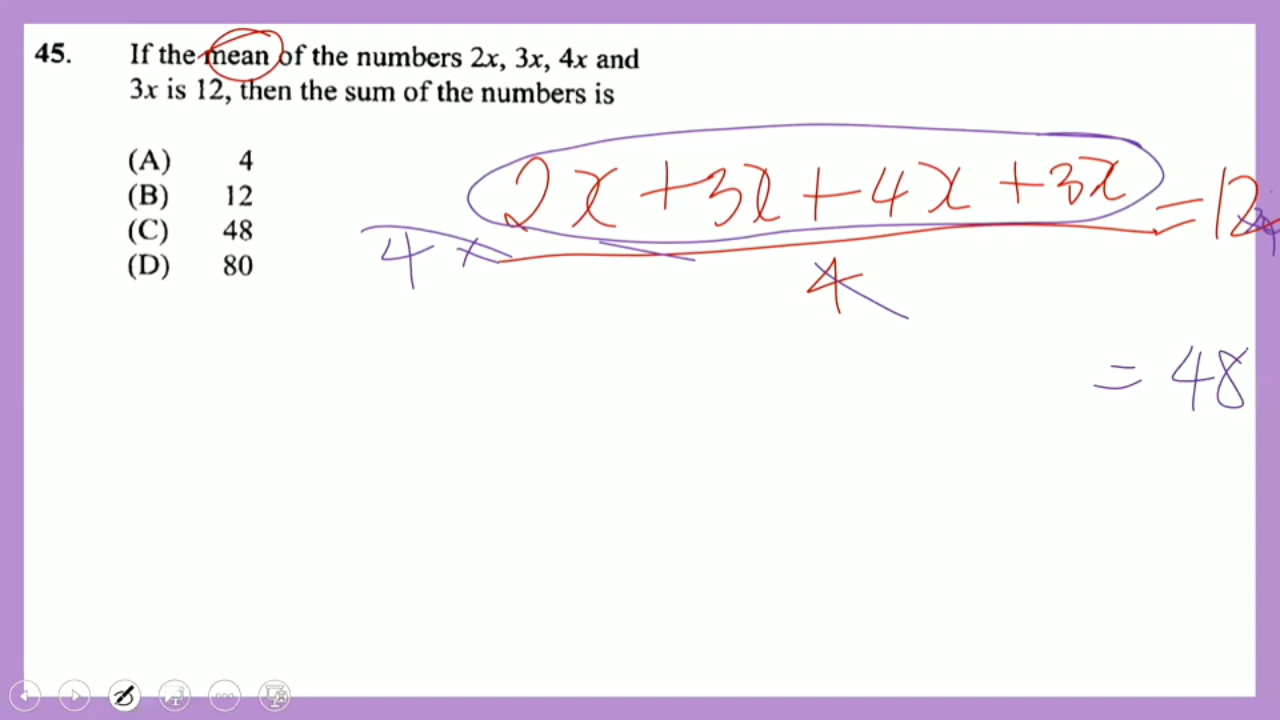 45. If the mean of the numbers 2x, 3x, 4x and
3x is 12, then the sum of the numbers is
(A) 4
(B) 12
(C) 48
(D) 80
2x + 3x + 4x + 3x = 12
4 ×
4
= 48